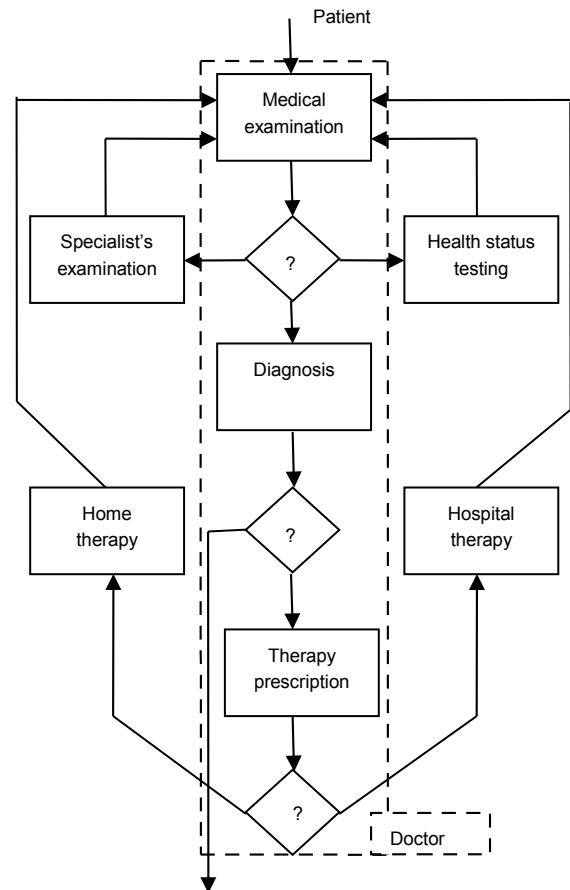 Patient
Medical
examination
Specialist's
examination
?
Health status
testing
Diagnosis
Home
therapy
?
Hospital
therapy
Therapy
prescription
?
Doctor